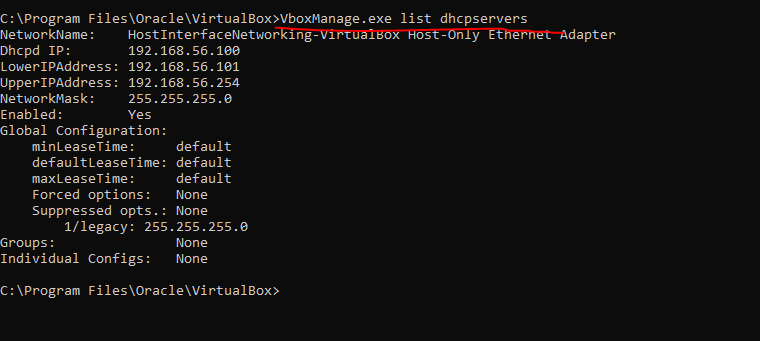 C:\Program Files\Oracle\VirtualBox>VboxManage.exe list dhcpservers
NetworkName:    HostInterfaceNetworking-VirtualBox Host-Only Ethernet Adapter
Dhcpd IP:       192.168.56.100
LowerIPAddress: 192.168.56.101
UpperIPAddress: 192.168.56.254
NetworkMask:    255.255.255.0
Enabled:        Yes
Global Configuration:
    minLeaseTime:     default
    defaultLeaseTime: default
    maxLeaseTime:     default
    Forced options:   None
    Suppressed opts.: None
        1/legacy: 255.255.255.0
Groups:               None
Individual Configs:   None
C:\Program Files\Oracle\VirtualBox>